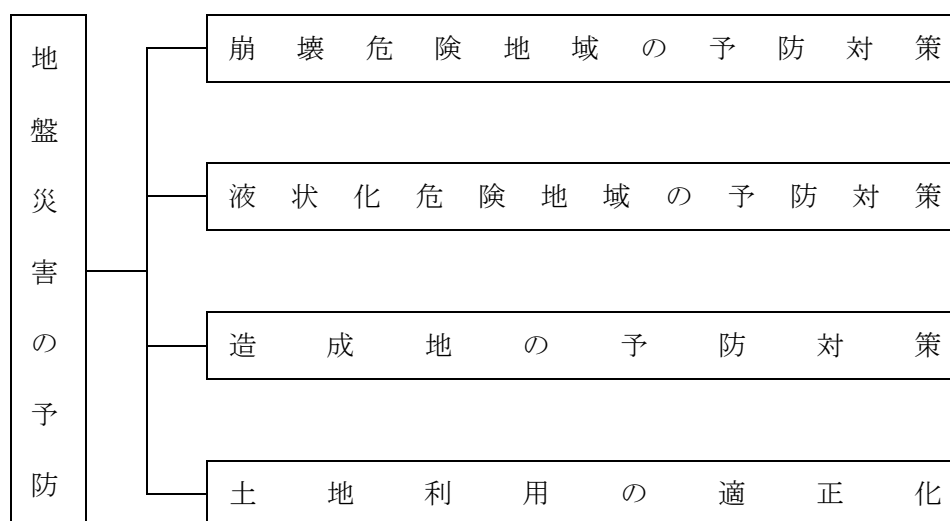 地盤災害の予防
崩壊危険地域の予防対策
液状化危険地域の予防対策
造成地の予防対策
土地利用の適正化